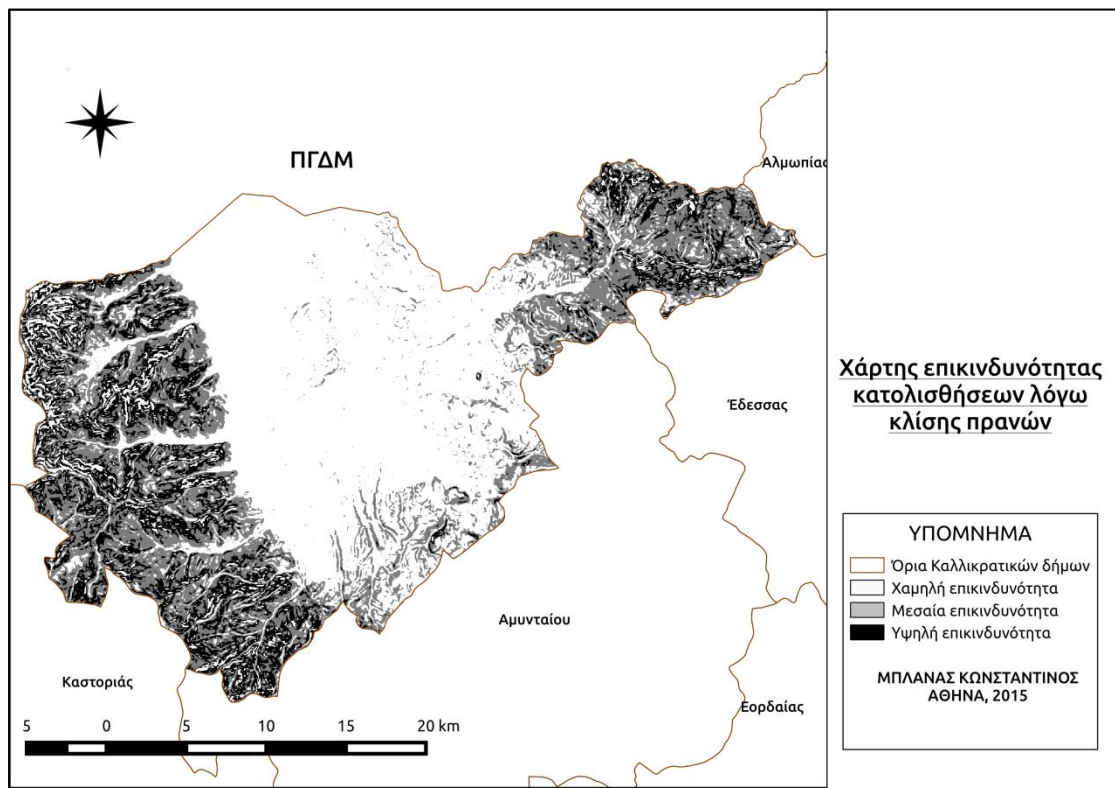 ΠΓΔΜ
Αλμωπίας
Έδεσσας
Αμυνταίου
Καστοριάς
Εορδαίας
5 0 5 10 15 20 km
Χάρτης επικινδυνότητας
κατολισθήσεων λόγω
κλίσης πρανών
ΥΠΟΜΝΗΜΑ
Όρια Καλλικρατικών δήμων
Χαμηλή επικινδυνότητα
Μεσαία επικινδυνότητα
Υψηλή επικινδυνότητα
ΜΠΛΑΝΑΣ ΚΩΝΣΤΑΝΤΙΝΟΣ
ΑΘΗΝΑ, 2015